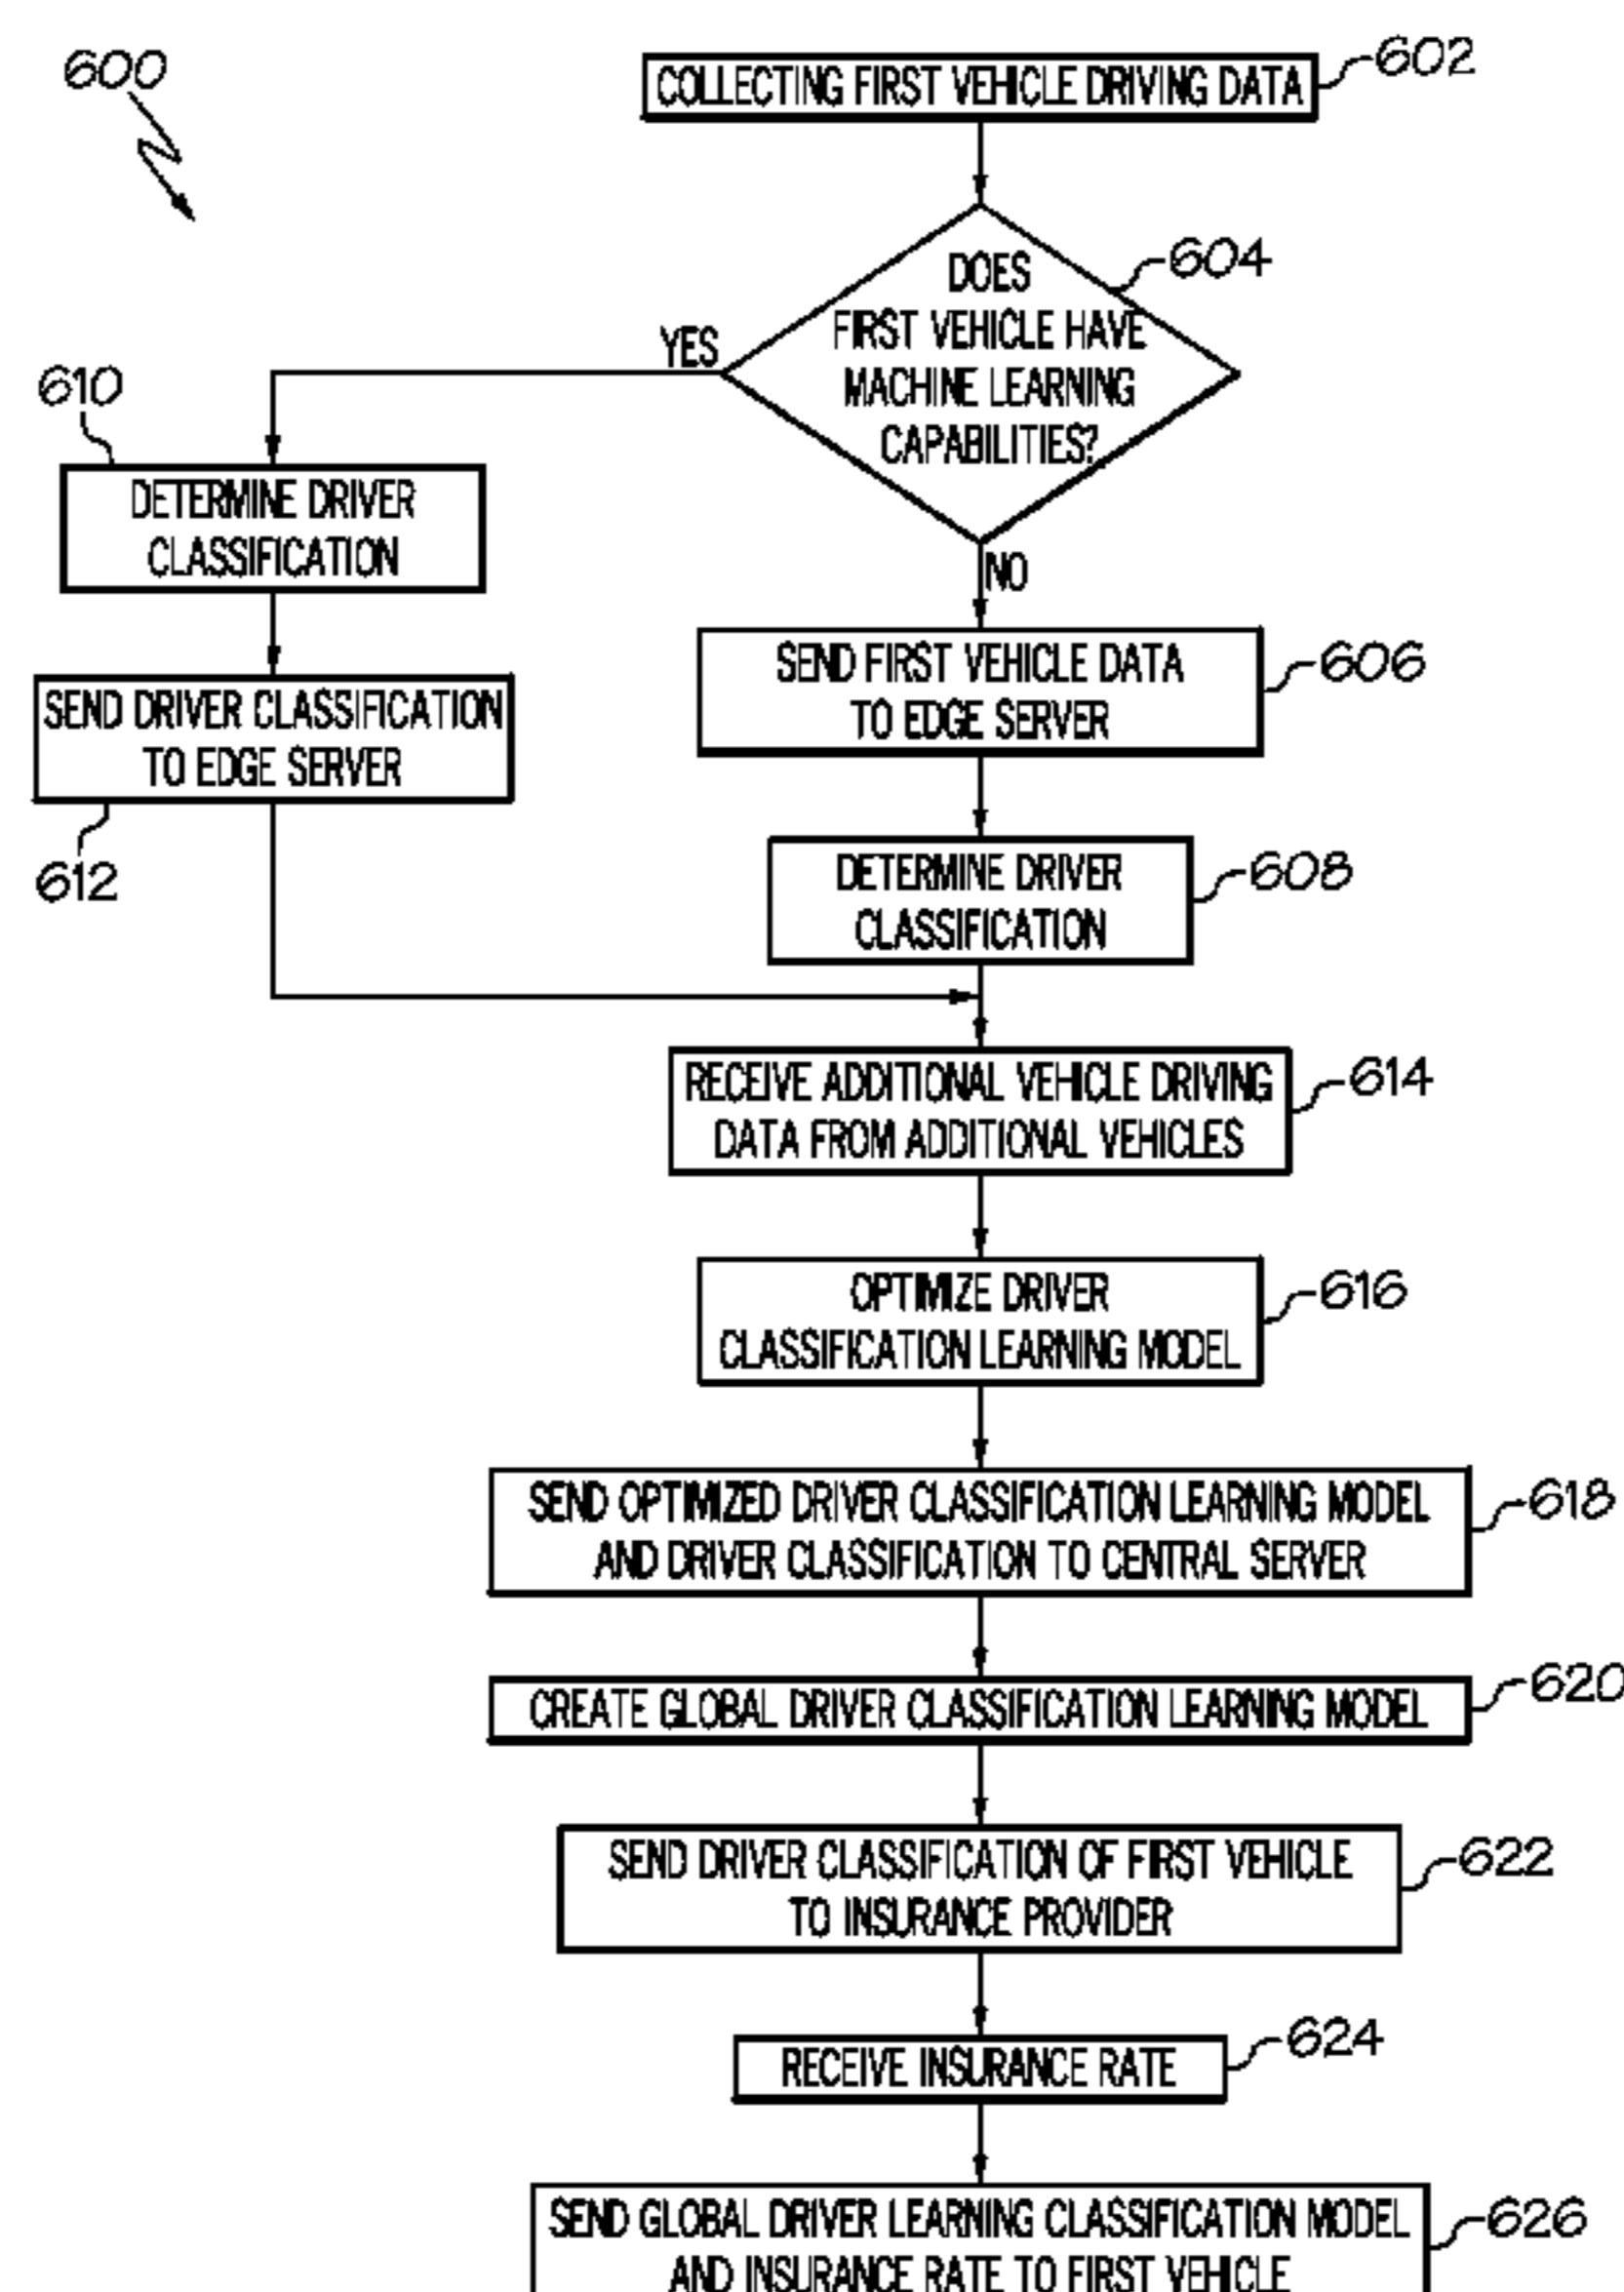 600
COLLECTING FIRST VEHICLE DRIVING DATA
602
DOES
FIRST VEHICLE HAVE
MACHINE LEARNING
CAPABILITIES?
604
YES
NO
610
DETERMINE DRIVER
CLASSIFICATION
SEND DRIVER CLASSIFICATION
TO EDGE SERVER
612
SEND FIRST VEHICLE DATA
TO EDGE SERVER
606
DETERMINE DRIVER
CLASSIFICATION
608
RECEIVE ADDITIONAL VEHICLE DRIVING
DATA FROM ADDITIONAL VEHICLES
614
OPTIMIZE DRIVER
CLASSIFICATION LEARNING MODEL
616
SEND OPTIMIZED DRIVER CLASSIFICATION LEARNING MODEL
AND DRIVER CLASSIFICATION TO CENTRAL SERVER
618
CREATE GLOBAL DRIVER CLASSIFICATION LEARNING MODEL
620
SEND DRIVER CLASSIFICATION OF FIRST VEHICLE
TO INSURANCE PROVIDER
622
RECEIVE INSURANCE RATE
624
SEND GLOBAL DRIVER LEARNING CLASSIFICATION MODEL
AND INSURANCE RATE TO FIRST VEHICLE
626